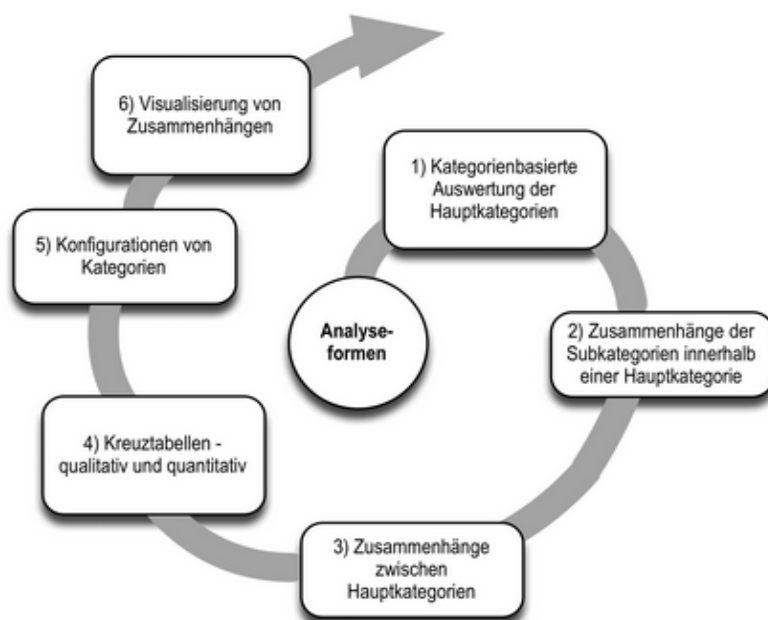 Analyse-
formen
1) Kategorienbasierte
Auswertung der
Hauptkategorien
2) Zusammenhänge der
Subkategorien innerhalb
einer Hauptkategorie
3) Zusammenhänge
zwischen
Hauptkategorien
4) Kreuztabellen -
qualitativ und quantitativ
5) Konfigurationen von
Kategorien
6) Visualisierung von
Zusammenhängen